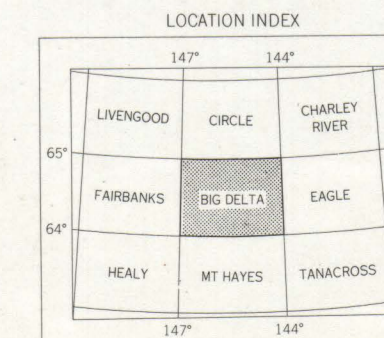 LOCATION INDEX
147° 144°
LIVENGOOD CIRCLE CHARLEY RIVER
65°
FAIRBANKS BIG DELTA EAGLE
64°
HEALY MT HAYES TANACROSS
147° 144°